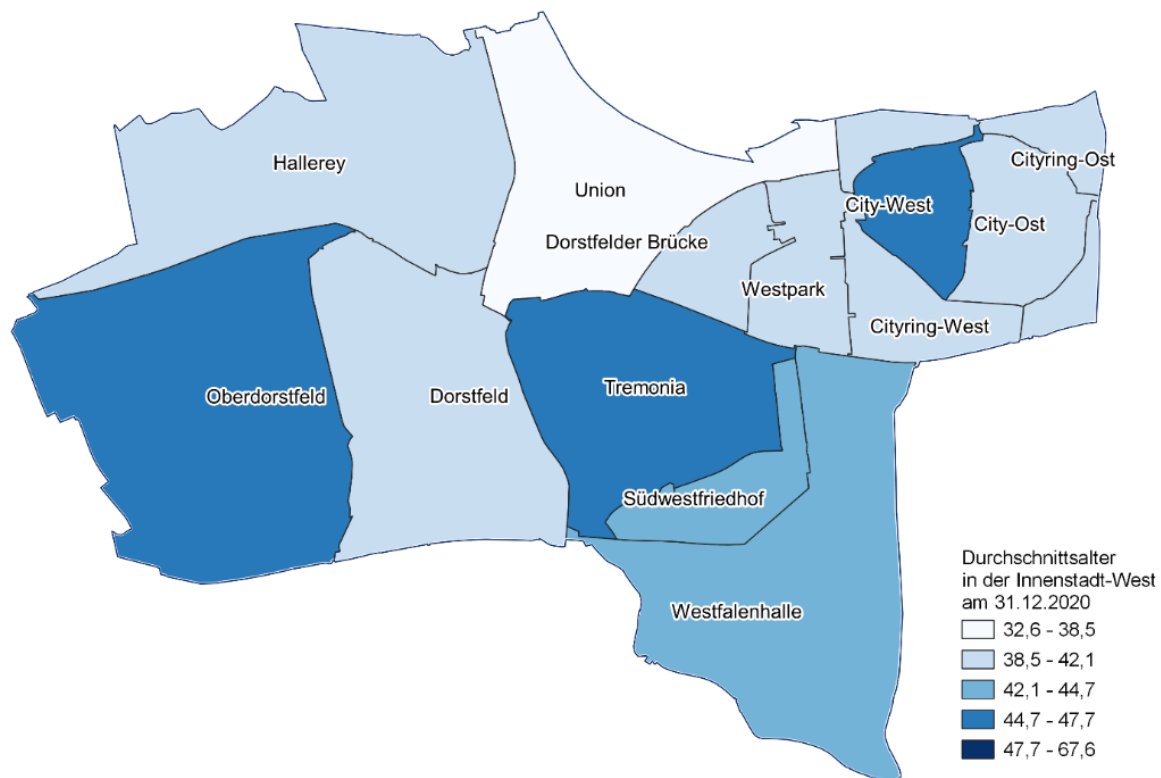 Cityring-Ost
Hallerey
Union
City-West
City-Ost
Dorstfelder Brücke
Westpark
Cityring-West
Oberdorstfeld
Dorstfeld
Tremonia
Südwestfriedhof
Westfalenhalle
Durchschnittsalter
in der Innenstadt-West
am 31.12.2020
32,6 - 38,5
38,5 - 42,1
42,1 - 44,7
44,7 - 47,7
47,7 - 67,6